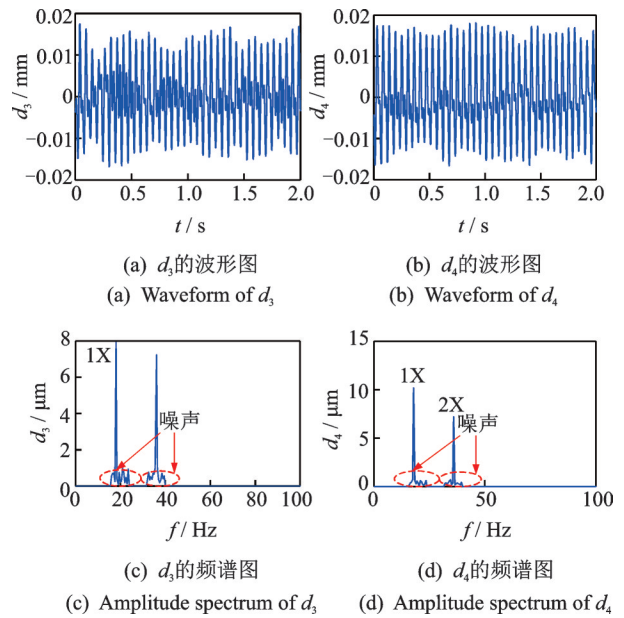 0.02
0.01
0
−0.01
−0.02
d₃ / mm
0 0.5 1.0 1.5 2.0
t / s
(a) d₃的波形图
(a) Waveform of d₃
0.02
0.01
0
−0.01
−0.02
d₄ / mm
0 0.5 1.0 1.5 2.0
t / s
(b) d₄的波形图
(b) Waveform of d₄
8
6
4
2
0
d₃ / μm
1X
噪声
0 20 40 60 80 100
f / Hz
(c) d₃的频谱图
(c) Amplitude spectrum of d₃
15
10
5
0
d₄ / μm
1X
2X
噪声
0 50 100
f / Hz
(d) d₄的频谱图
(d) Amplitude spectrum of d₄